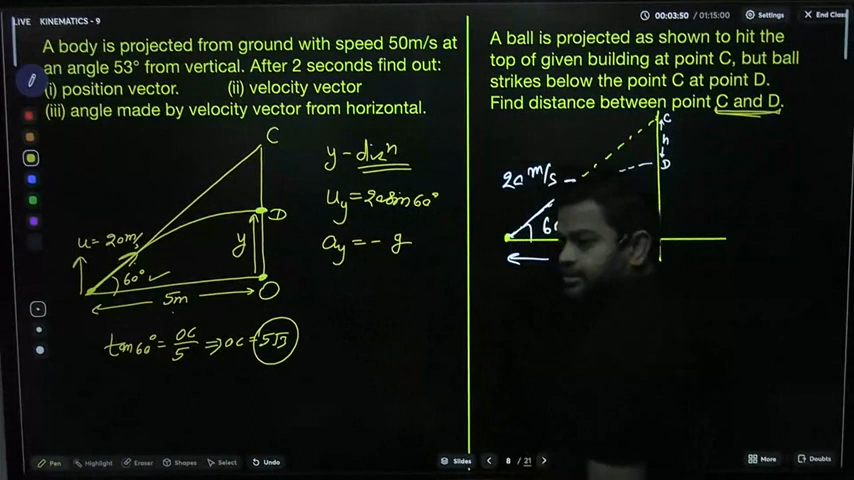 LIVE KINEMATICS - 9
00:03:50 / 01:15:00
Settings
End Class
A body is projected from ground with speed 50m/s at
an angle 53° from vertical. After 2 seconds find out:
(i) position vector. (ii) velocity vector
(iii) angle made by velocity vector from horizontal.
A ball is projected as shown to hit the
top of given building at point C, but ball
strikes below the point C at point D.
Find distance between point C and D.
C
D
y
O
u = 20m/s
60°
5m
tan60° = OC/5 ⇒ OC = 5√3
y-dirxn
uy = 20sin60°
ay = - g
C
h
D
20 m/s
Pen
Highlight
Eraser
Shapes
Select
Undo
Slides
8 / 21
More
Doubts